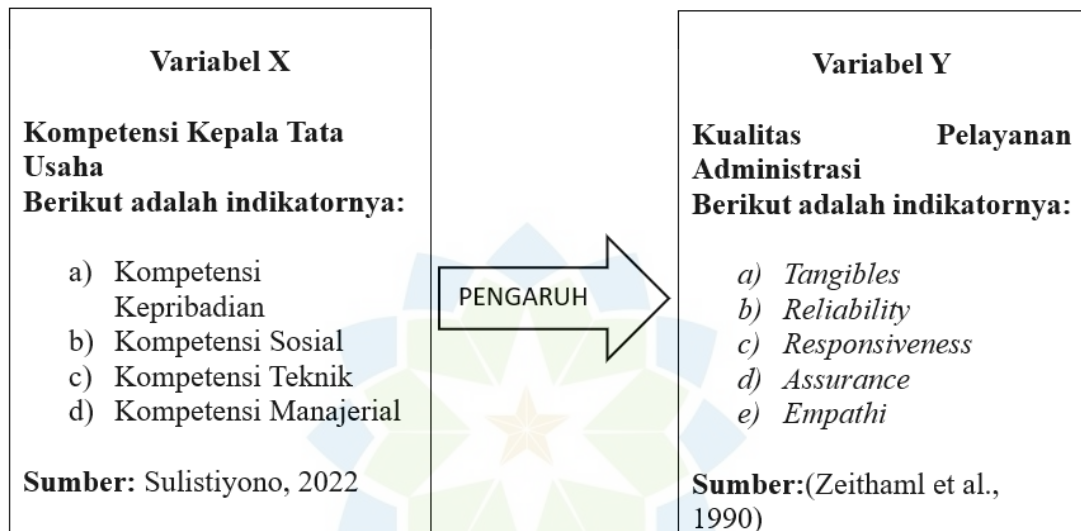 Variabel X
Kompetensi Kepala Tata
Usaha
Berikut adalah indikatornya:
a) Kompetensi
Kepribadian
b) Kompetensi Sosial
c) Kompetensi Teknik
d) Kompetensi Manajerial
Sumber: Sulistiyono, 2022
PENGARUH
Variabel Y
Kualitas Pelayanan
Administrasi
Berikut adalah indikatornya:
a) Tangibles
b) Reliability
c) Responsiveness
d) Assurance
e) Empathi
Sumber:(Zeithaml et al.,
1990)